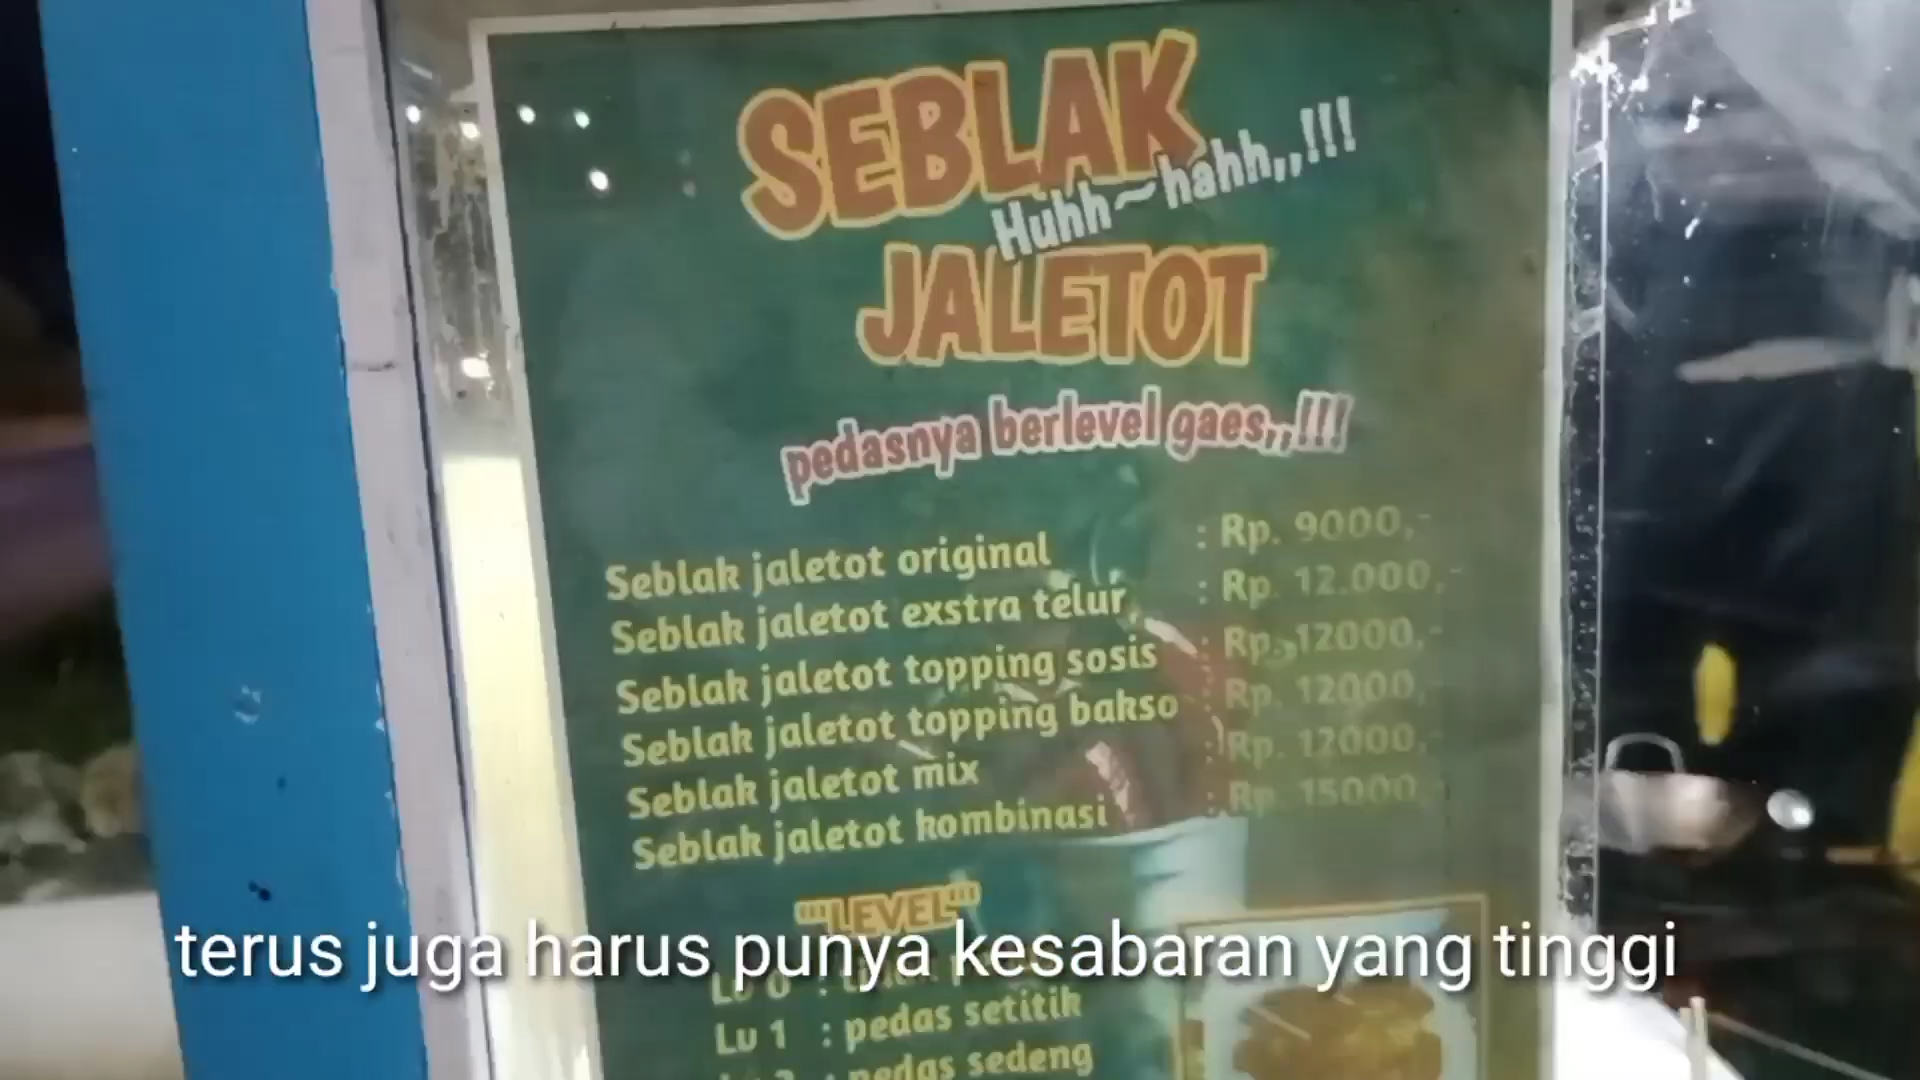 SEBLAK
Huhh~hahh,,!!!
JALETOT
pedasnya berlevel gaes,,,!!!
Seblak jaletot original : Rp. 9000,-
Seblak jaletot exstra telur : Rp. 12.000,-
Seblak jaletot topping sosis : Rp. 12000,-
Seblak jaletot topping bakso : Rp. 12000,-
Seblak jaletot mix : Rp. 12000,-
Seblak jaletot kombinasi : Rp. 15000,-
"'LEVEL'"
terus juga harus punya kesabaran yang tinggi
Lv 0 :
Lv 1 : pedas setitik
: pedas sedeng